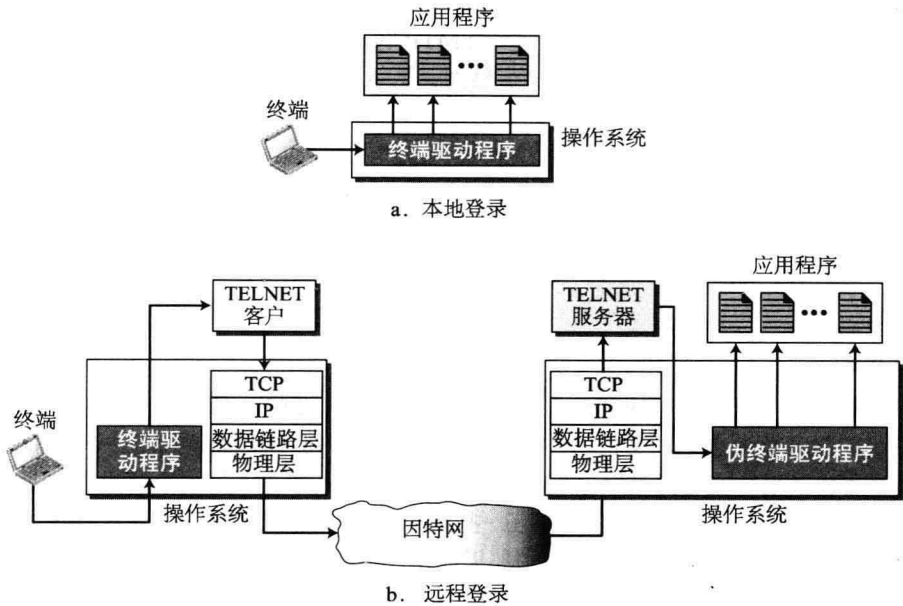 应用程序
...
终端
终端驱动程序
操作系统
a. 本地登录
TELNET
客户
TELNET
服务器
应用程序
...
终端
终端驱
动程序
TCP
IP
数据链路层
物理层
操作系统
因特网
TCP
IP
数据链路层
物理层
伪终端驱动程序
操作系统
b. 远程登录